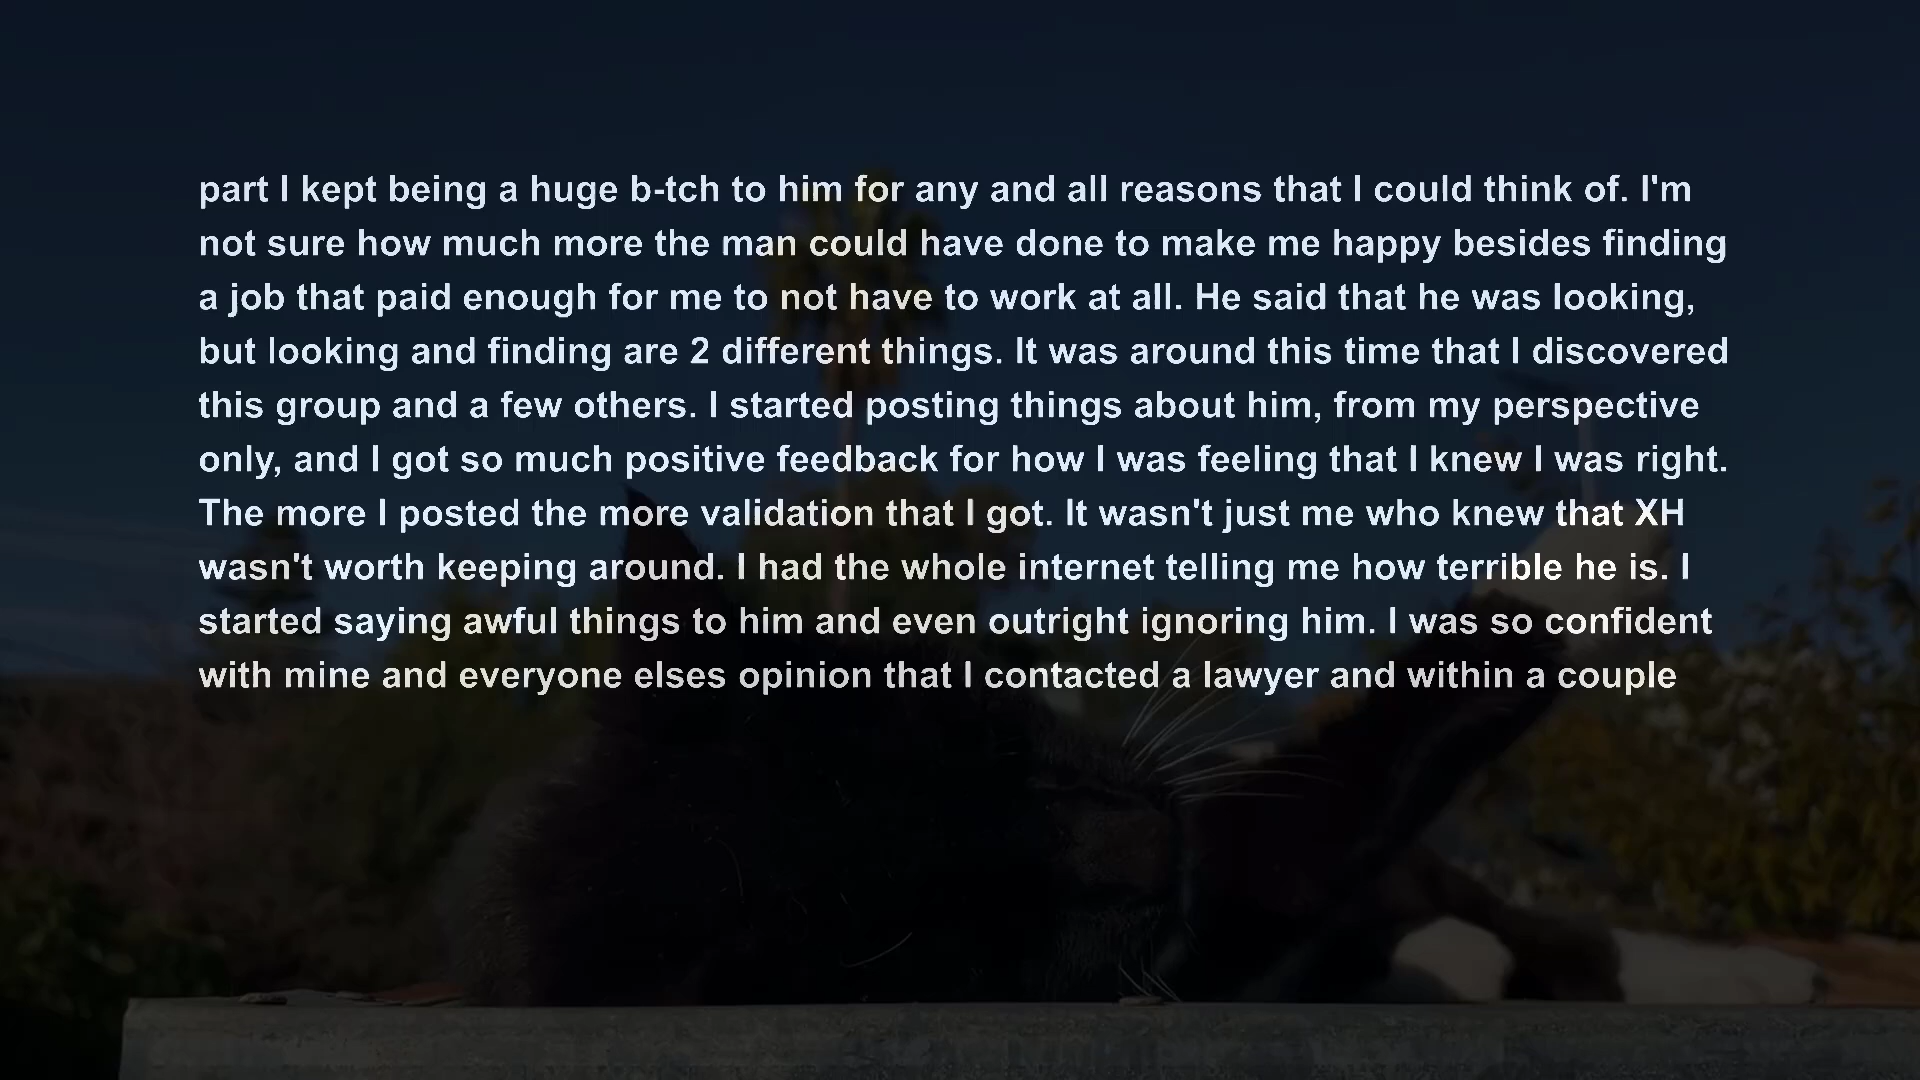 part I kept being a huge b-tch to him for any and all reasons that I could think of. I'm
not sure how much more the man could have done to make me happy besides finding
a job that paid enough for me to not have to work at all. He said that he was looking,
but looking and finding are 2 different things. It was around this time that I discovered
this group and a few others. I started posting things about him, from my perspective
only, and I got so much positive feedback for how I was feeling that I knew I was right.
The more I posted the more validation that I got. It wasn't just me who knew that XH
wasn't worth keeping around. I had the whole internet telling me how terrible he is. I
started saying awful things to him and even outright ignoring him. I was so confident
with mine and everyone elses opinion that I contacted a lawyer and within a couple